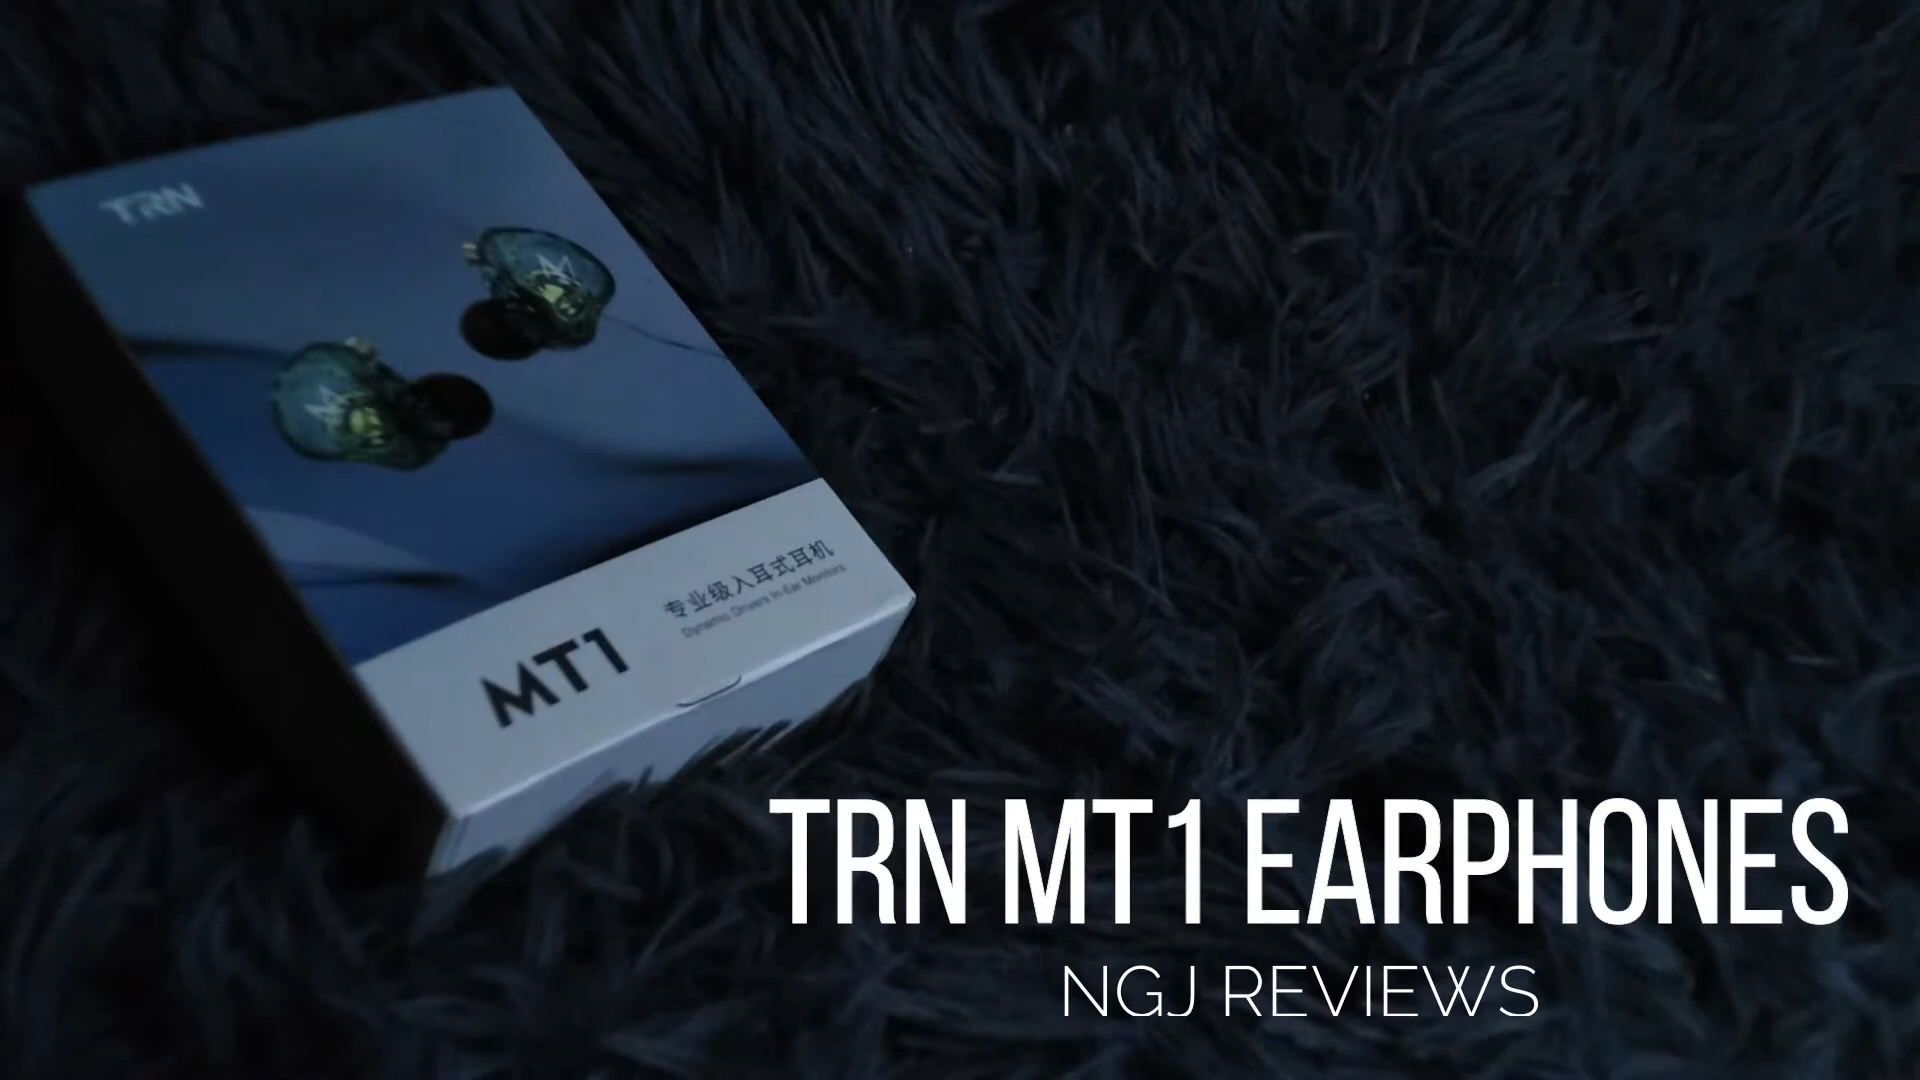 TRN
MT1
专业级入耳式耳机
Dynamic Drivers In-Ear Monitors
TRN MT1 EARPHONES
NGJ REVIEWS